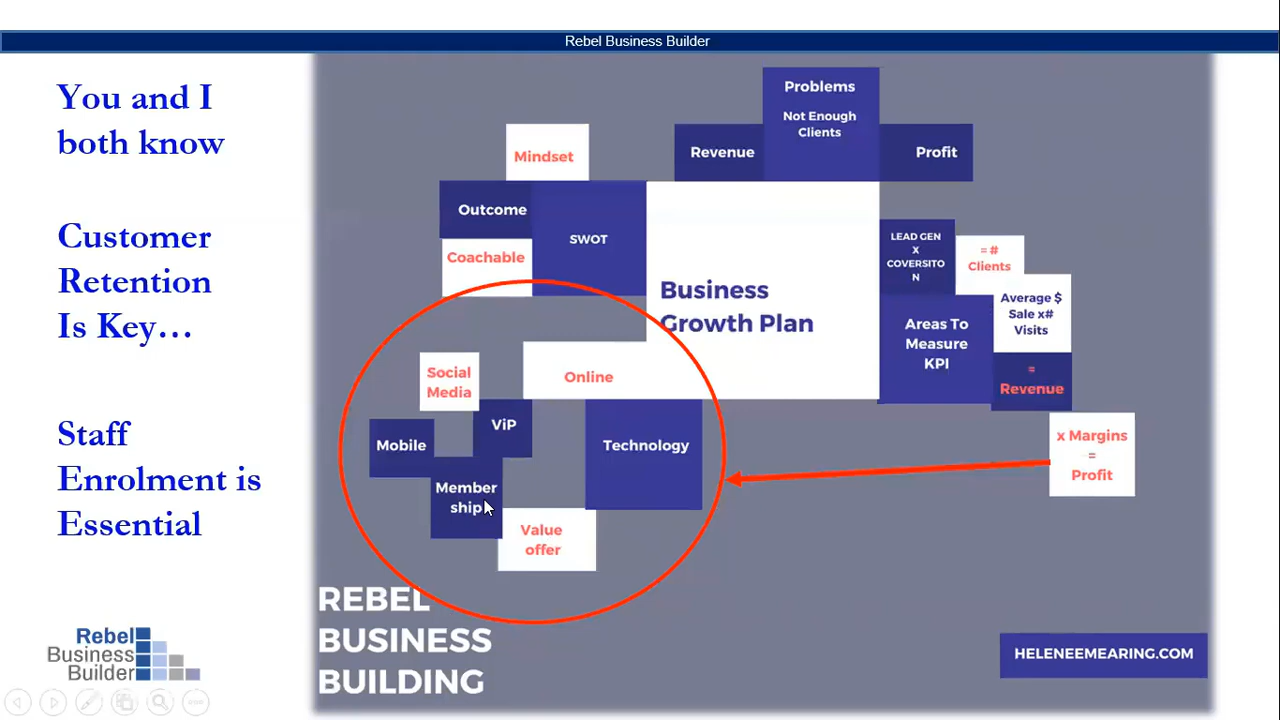 Rebel Business Builder
You and I
both know
Customer
Retention
Is Key…
Staff
Enrolment is
Essential
Rebel
Business
Builder
Problems
Not Enough
Clients
Revenue
Profit
Mindset
Outcome
SWOT
Coachable
Business
Growth Plan
LEAD GEN
X
COVERSITO
N
= #
Clients
Average $
Sale x#
Visits
Areas To
Measure
KPI
=
Revenue
x Margins
=
Profit
Online
Social
Media
ViP
Mobile
Technology
Member
ship
Value
offer
REBEL
BUSINESS
BUILDING
HELENEEMEARING.COM